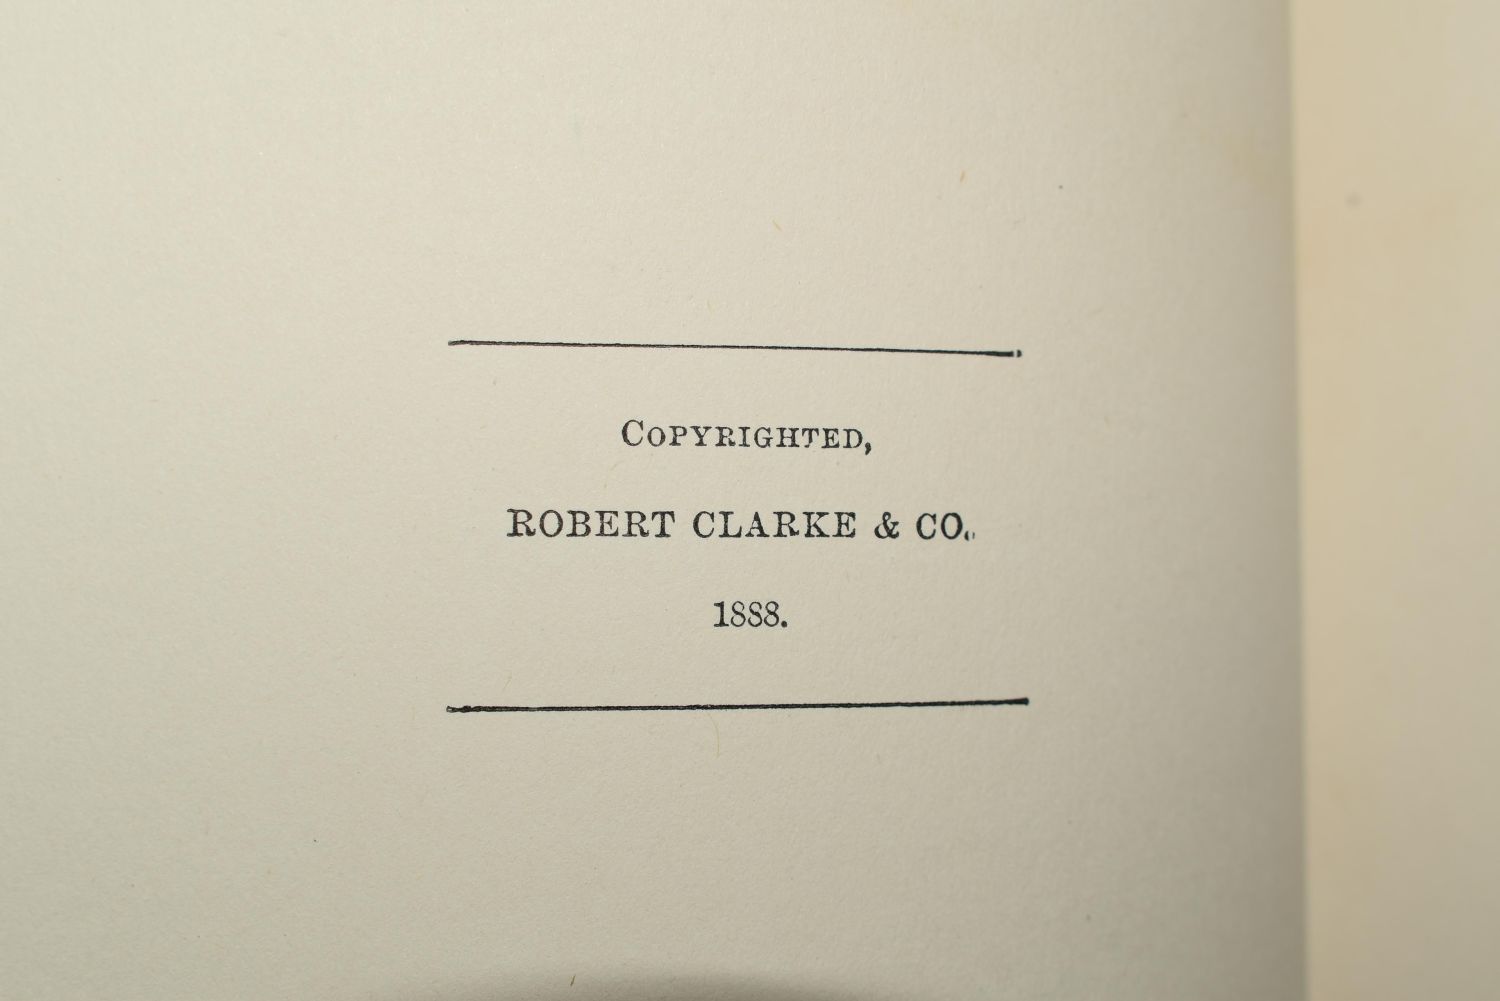 COPYRIGHTED,
ROBERT CLARKE & CO.
1888.